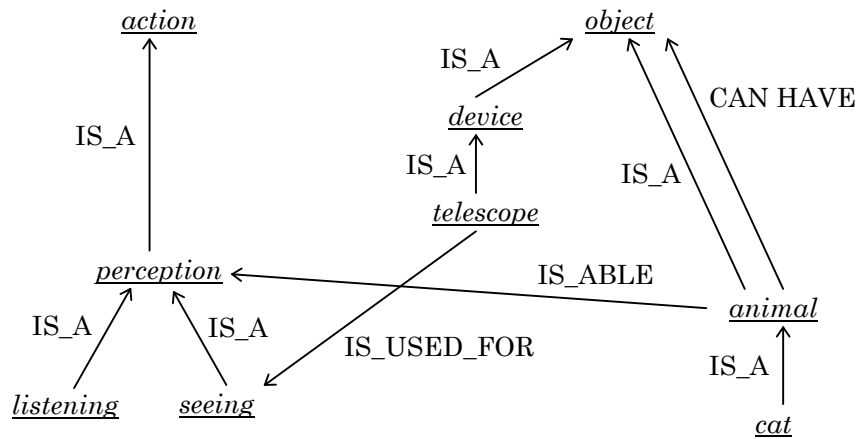 action
object
IS_A
CAN HAVE
device
IS_A
IS_A
IS_A
telescope
perception
IS_ABLE
animal
IS_A
IS_A
IS_USED_FOR
IS_A
listening
seeing
cat